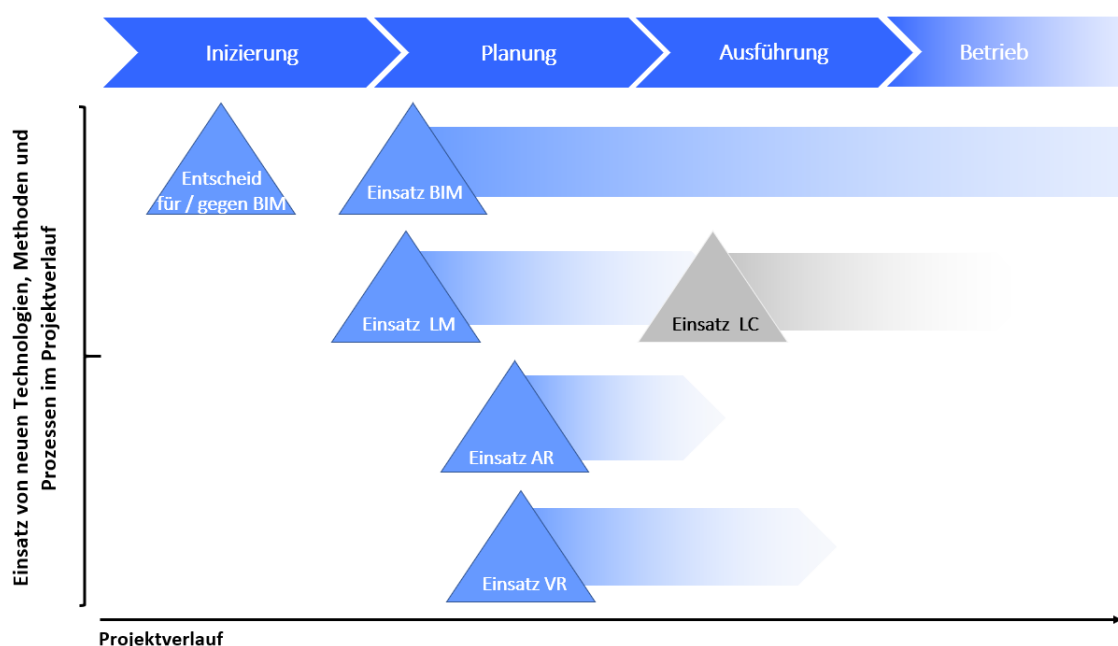 Inizierung
Planung
Ausführung
Betrieb
Einsatz von neuen Technologien, Methoden und
Prozessen im Projektverlauf
Entscheid
für / gegen BIM
Einsatz BIM
Einsatz LM
Einsatz LC
Einsatz AR
Einsatz VR
Projektverlauf